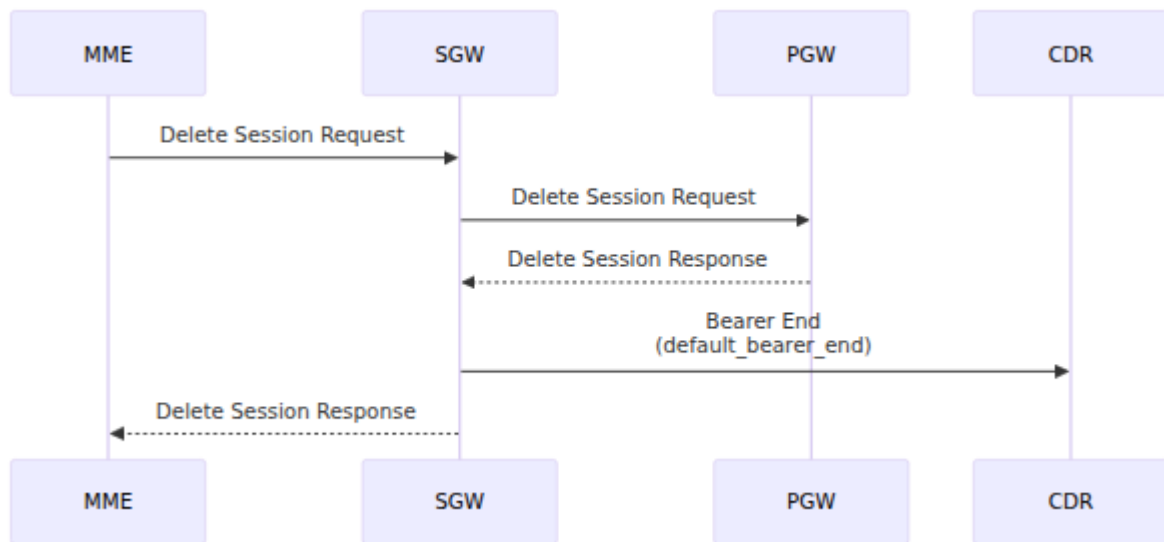 MME
SGW
PGW
CDR
Delete Session Request
Delete Session Request
Delete Session Response
Bearer End
(default_bearer_end)
Delete Session Response
MME
SGW
PGW
CDR